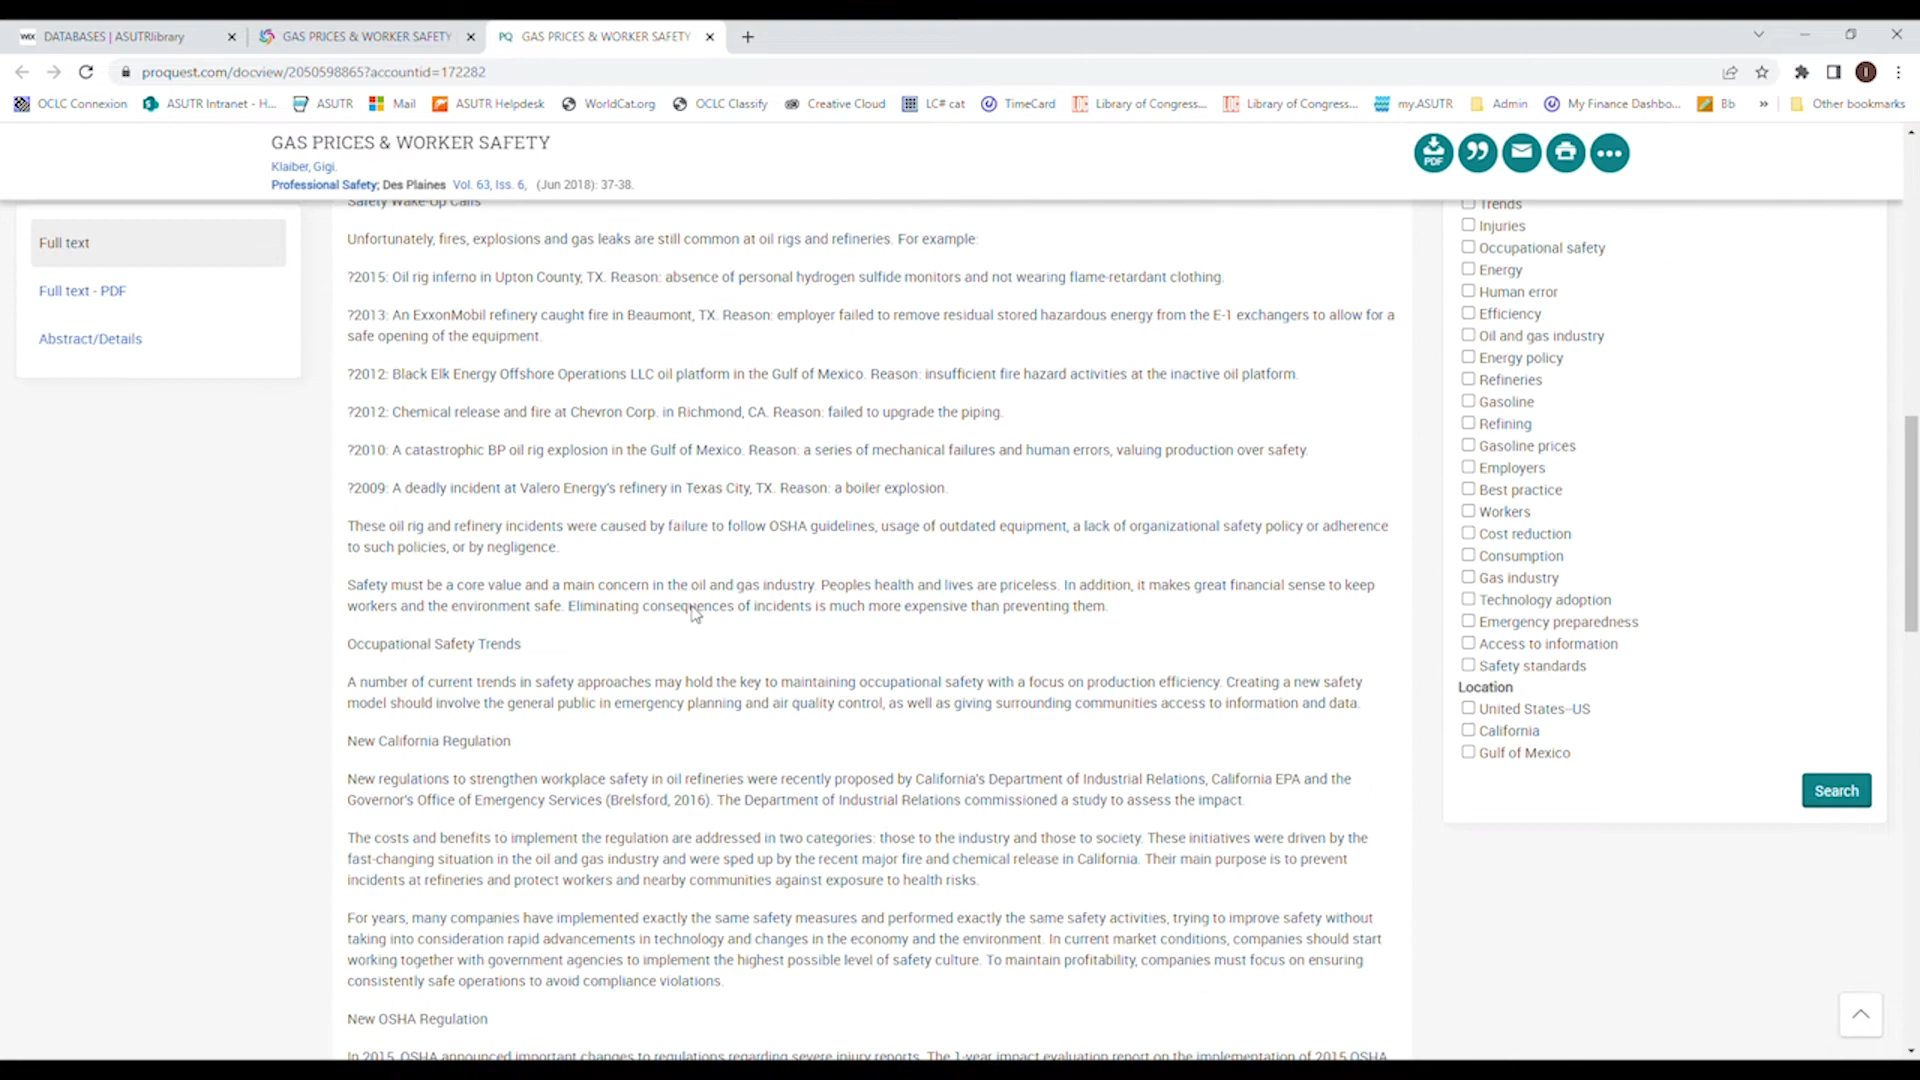 DATABASES | ASUTRlibrary
GAS PRICES & WORKER SAFETY
PQ GAS PRICES & WORKER SAFETY
proquest.com/docview/2050598865?accountid=172282
OCLC Connexion
ASUTR Intranet - H...
ASUTR
Mail
ASUTR Helpdesk
WorldCat.org
OCLC Classify
Creative Cloud
LC# cat
TimeCard
Library of Congress...
Library of Congress...
my.ASUTR
Admin
My Finance Dashbo...
Bb
»
Other bookmarks
GAS PRICES & WORKER SAFETY
Klaiber, Gigi.
Professional Safety; Des Plaines Vol. 63, Iss. 6, (Jun 2018): 37-38.
PDF
Full text
Full text - PDF
Abstract/Details
Safety Wake-Up Calls
Unfortunately, fires, explosions and gas leaks are still common at oil rigs and refineries. For example:
?2015: Oil rig inferno in Upton County, TX. Reason: absence of personal hydrogen sulfide monitors and not wearing flame-retardant clothing.
?2013: An ExxonMobil refinery caught fire in Beaumont, TX. Reason: employer failed to remove residual stored hazardous energy from the E-1 exchangers to allow for a
safe opening of the equipment.
?2012: Black Elk Energy Offshore Operations LLC oil platform in the Gulf of Mexico. Reason: insufficient fire hazard activities at the inactive oil platform.
?2012: Chemical release and fire at Chevron Corp. in Richmond, CA. Reason: failed to upgrade the piping.
?2010: A catastrophic BP oil rig explosion in the Gulf of Mexico. Reason: a series of mechanical failures and human errors, valuing production over safety.
?2009: A deadly incident at Valero Energy's refinery in Texas City, TX. Reason: a boiler explosion.
These oil rig and refinery incidents were caused by failure to follow OSHA guidelines, usage of outdated equipment, a lack of organizational safety policy or adherence
to such policies, or by negligence.
Safety must be a core value and a main concern in the oil and gas industry. Peoples health and lives are priceless. In addition, it makes great financial sense to keep
workers and the environment safe. Eliminating consequences of incidents is much more expensive than preventing them.
Occupational Safety Trends
A number of current trends in safety approaches may hold the key to maintaining occupational safety with a focus on production efficiency. Creating a new safety
model should involve the general public in emergency planning and air quality control, as well as giving surrounding communities access to information and data.
New California Regulation
New regulations to strengthen workplace safety in oil refineries were recently proposed by California's Department of Industrial Relations, California EPA and the
Governor's Office of Emergency Services (Brelsford, 2016). The Department of Industrial Relations commissioned a study to assess the impact.
The costs and benefits to implement the regulation are addressed in two categories: those to the industry and those to society. These initiatives were driven by the
fast-changing situation in the oil and gas industry and were sped up by the recent major fire and chemical release in California. Their main purpose is to prevent
incidents at refineries and protect workers and nearby communities against exposure to health risks.
For years, many companies have implemented exactly the same safety measures and performed exactly the same safety activities, trying to improve safety without
taking into consideration rapid advancements in technology and changes in the economy and the environment. In current market conditions, companies should start
working together with government agencies to implement the highest possible level of safety culture. To maintain profitability, companies must focus on ensuring
consistently safe operations to avoid compliance violations.
New OSHA Regulation
In 2015, OSHA announced important changes to regulations regarding severe injury reports. The 1-year impact evaluation report on the implementation of 2015 OSHA
Trends
Injuries
Occupational safety
Energy
Human error
Efficiency
Oil and gas industry
Energy policy
Refineries
Gasoline
Refining
Gasoline prices
Employers
Best practice
Workers
Cost reduction
Consumption
Gas industry
Technology adoption
Emergency preparedness
Access to information
Safety standards
Location
United States--US
California
Gulf of Mexico
Search